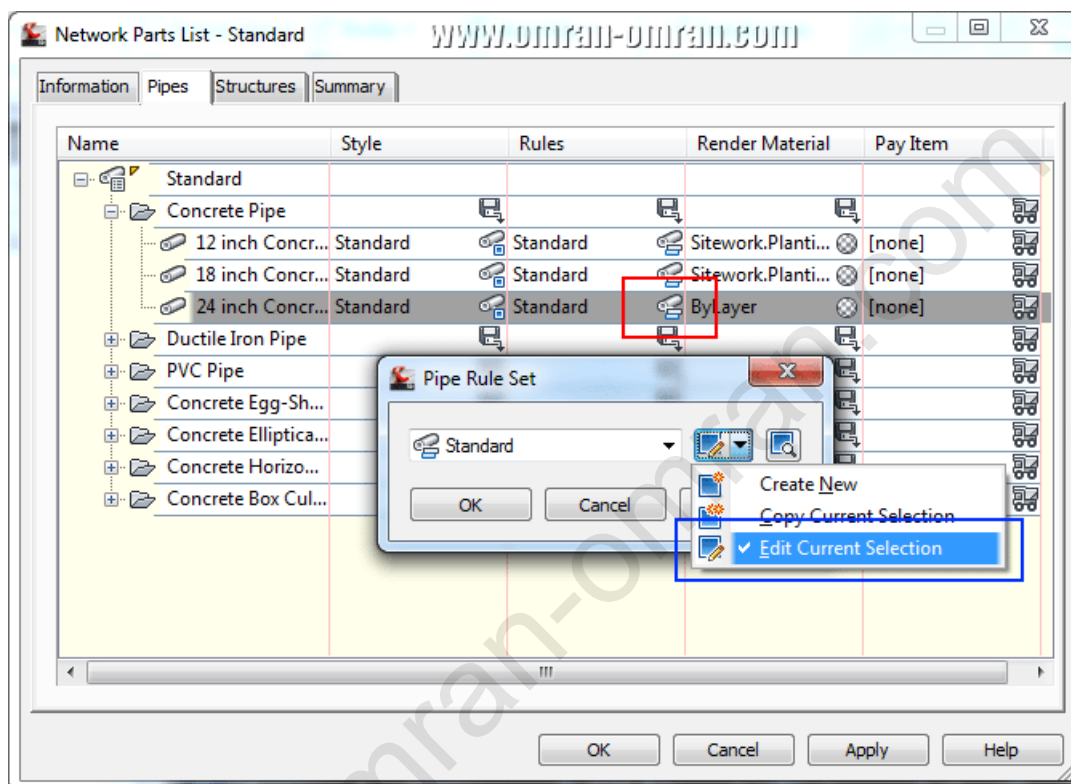 Network Parts List - Standard
www.omran-omran.com
Information Pipes Structures Summary
Name Style Rules Render Material Pay Item
Standard
Concrete Pipe
12 inch Concr... Standard Standard Sitework.Planti... [none]
18 inch Concr... Standard Standard Sitework.Planti... [none]
24 inch Concr... Standard Standard ByLayer [none]
Ductile Iron Pipe
PVC Pipe
Concrete Egg-Sh...
Concrete Elliptica...
Concrete Horizo...
Concrete Box Cul...
Pipe Rule Set
Standard
OK Cancel
Create New
Copy Current Selection
Edit Current Selection
OK Cancel Apply Help
omran-omran.com